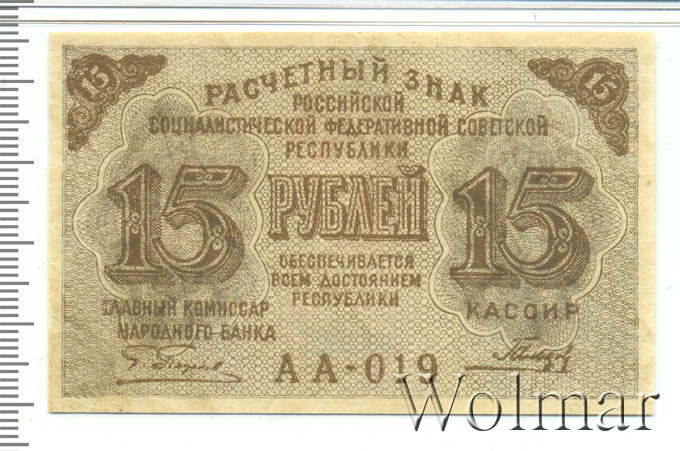 15 15
РАСЧЕТНЫЙ ЗНАК
РОССИЙСКОЙ
СОЦИАЛИСТИЧЕСКОЙ ФЕДЕРАТИВНОЙ СОВЕТСКОЙ
РЕСПУБЛИКИ
15 РУБЛЕЙ 15
ОБЕСПЕЧИВАЕТСЯ
ВСЕМ ДОСТОЯНИЕМ
РЕСПУБЛИКИ
ГЛАВНЫЙ КОМИССАР
НАРОДНОГО БАНКА
КАССИР
АА-019
Wolmar